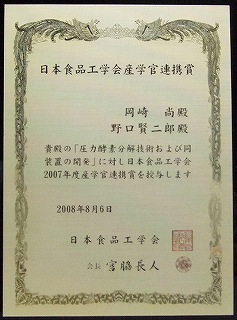 日本食品工学会産学官連携賞
岡﨑 尚殿
野口賢二郎殿
貴殿の「圧力酵素分解技術および同
装置の開発」に対し日本食品工学会
2007年度産学官連携賞を授与します
2008年8月6日
日本食品工学会
会長 宮脇長人